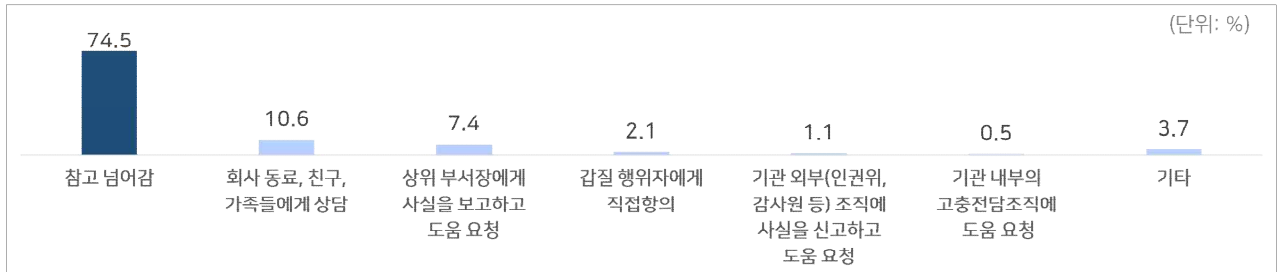 (단위: %)
74.5
10.6
7.4
2.1
1.1
0.5
3.7
참고 넘어감
회사 동료, 친구,
가족들에게 상담
상위 부서장에게
사실을 보고하고
도움 요청
갑질 행위자에게
직접항의
기관 외부(인권위,
감사원 등) 조직에
사실을 신고하고
도움 요청
기관 내부의
고충전담조직에
도움 요청
기타